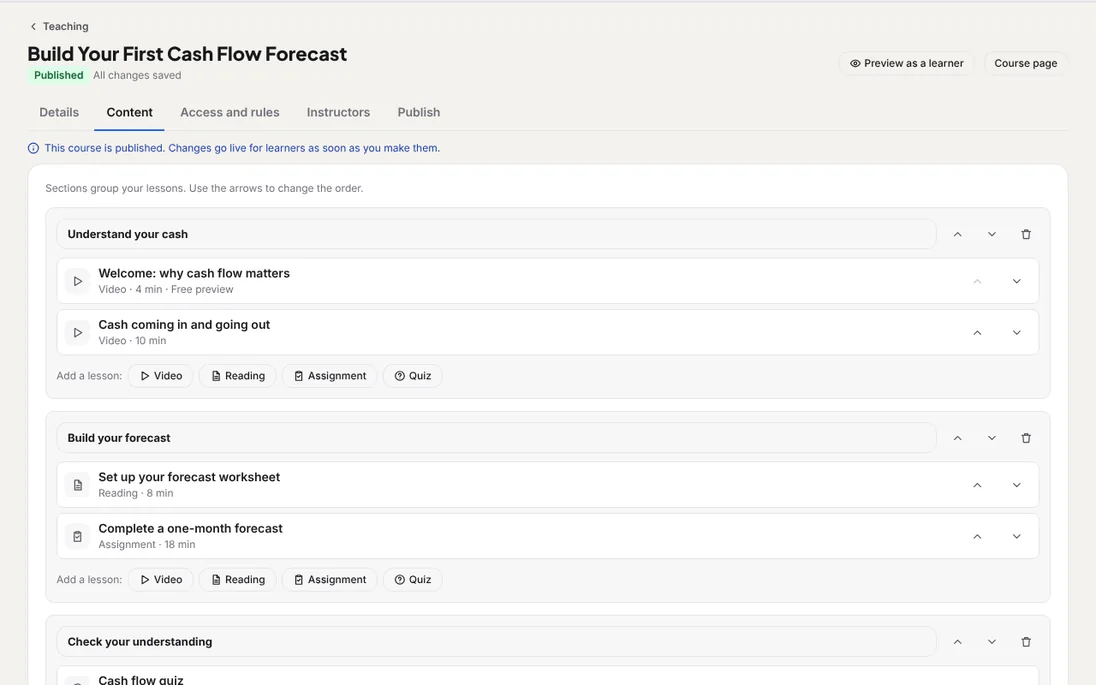 Teaching
Build Your First Cash Flow Forecast
Published All changes saved
Preview as a learner
Course page
Details Content Access and rules Instructors Publish
This course is published. Changes go live for learners as soon as you make them.
Sections group your lessons. Use the arrows to change the order.
Understand your cash
Welcome: why cash flow matters
Video · 4 min · Free preview
Cash coming in and going out
Video · 10 min
Add a lesson: Video Reading Assignment Quiz
Build your forecast
Set up your forecast worksheet
Reading · 8 min
Complete a one-month forecast
Assignment · 18 min
Add a lesson: Video Reading Assignment Quiz
Check your understanding
Cash flow quiz